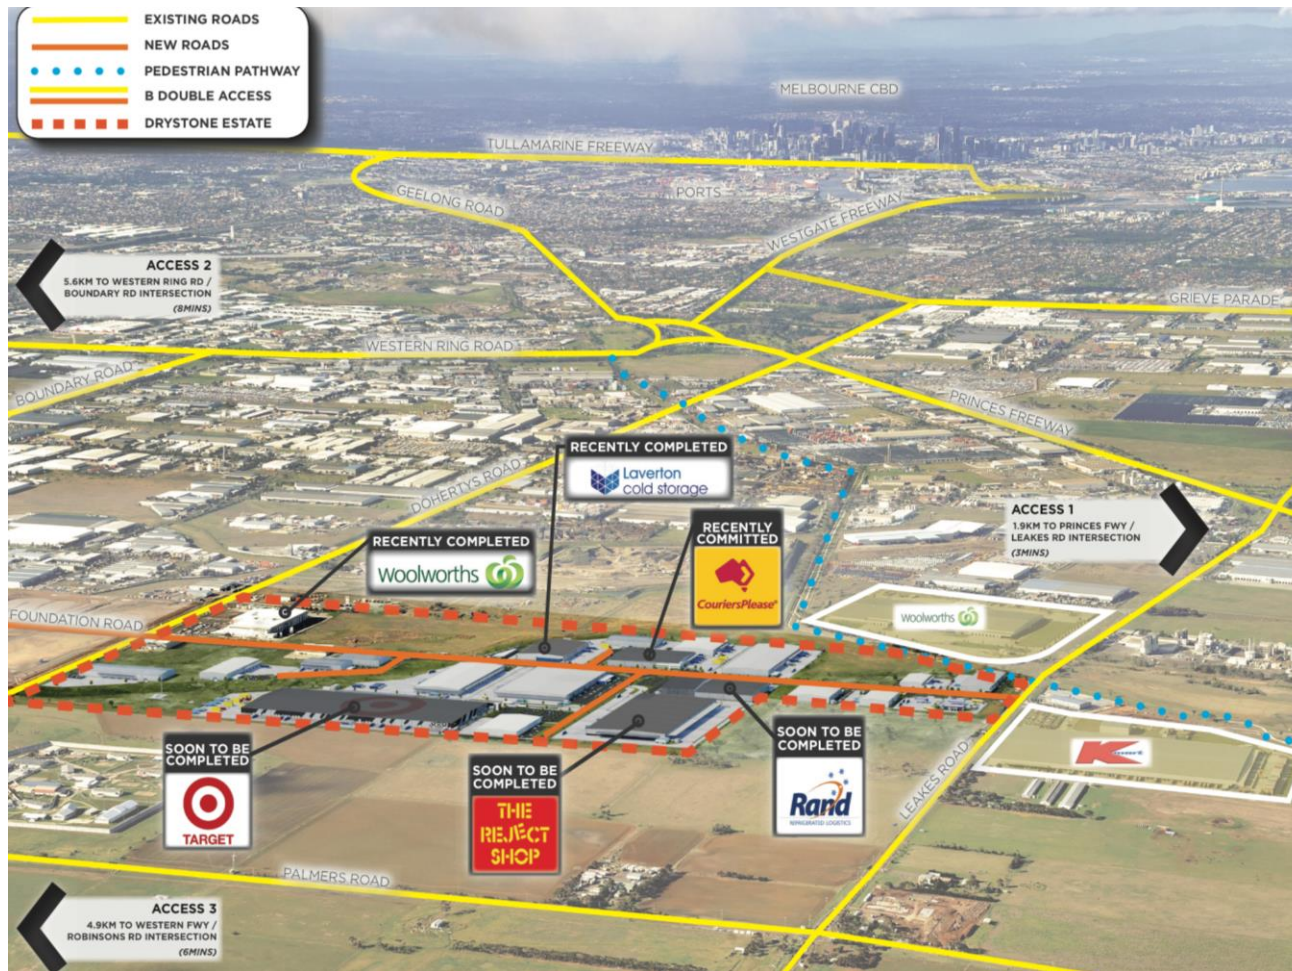 EXISTING ROADS
NEW ROADS
PEDESTRIAN PATHWAY
B DOUBLE ACCESS
DRYSTONE ESTATE
MELBOURNE CBD
TULLAMARINE FREEWAY
PORTS
GEELONG ROAD
WESTGATE FREEWAY
ACCESS 2
5.6KM TO WESTERN RING RD /
BOUNDARY RD INTERSECTION
(8MINS)
GRIEVE PARADE
WESTERN RING ROAD
BOUNDARY ROAD
PRINCES FREEWAY
RECENTLY COMPLETED
Laverton
cold storage
DOHERTYS ROAD
ACCESS 1
1.9KM TO PRINCES FWY /
LEAKES RD INTERSECTION
(3MINS)
RECENTLY
COMMITTED
CouriersPlease
RECENTLY COMPLETED
Woolworths
FOUNDATION ROAD
woolworths
SOON TO BE
COMPLETED
TARGET
SOON TO BE
COMPLETED
THE
REJECT
SHOP
SOON TO BE
COMPLETED
Rand
REFRIGERATED LOGISTICS
LEAKES ROAD
Kmart
PALMERS ROAD
ACCESS 3
4.9KM TO WESTERN FWY /
ROBINSONS RD INTERSECTION
(6MINS)